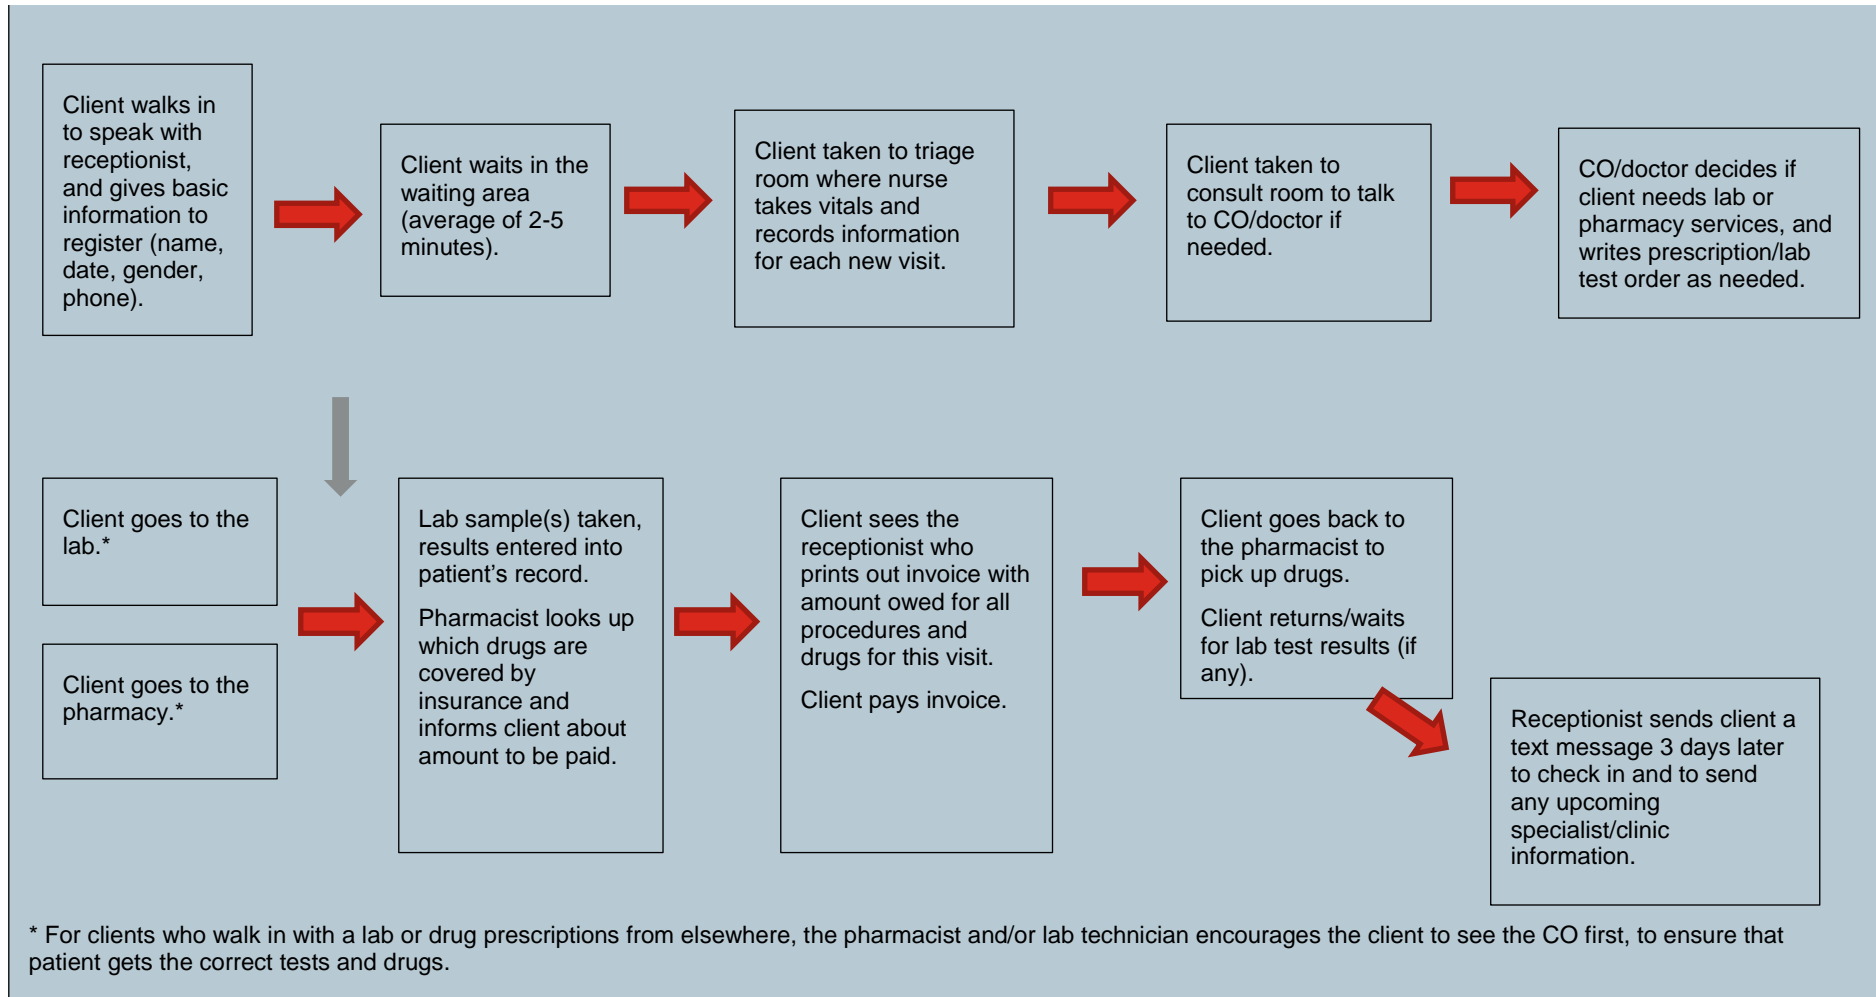 Client walks in
to speak with
receptionist,
and gives basic
information to
register (name,
date, gender,
phone).
Client waits in the
waiting area
(average of 2-5
minutes).
Client taken to triage
room where nurse
takes vitals and
records information
for each new visit.
Client taken to
consult room to talk
to CO/doctor if
needed.
CO/doctor decides if
client needs lab or
pharmacy services, and
writes prescription/lab
test order as needed.
Client goes to the
lab.*
Client goes to the
pharmacy.*
Lab sample(s) taken,
results entered into
patient’s record.
Pharmacist looks up
which drugs are
covered by
insurance and
informs client about
amount to be paid.
Client sees the
receptionist who
prints out invoice with
amount owed for all
procedures and
drugs for this visit.
Client pays invoice.
Client goes back to
the pharmacist to
pick up drugs.
Client returns/waits
for lab test results (if
any).
Receptionist sends client a
text message 3 days later
to check in and to send
any upcoming
specialist/clinic
information.
* For clients who walk in with a lab or drug prescriptions from elsewhere, the pharmacist and/or lab technician encourages the client to see the CO first, to ensure that
patient gets the correct tests and drugs.